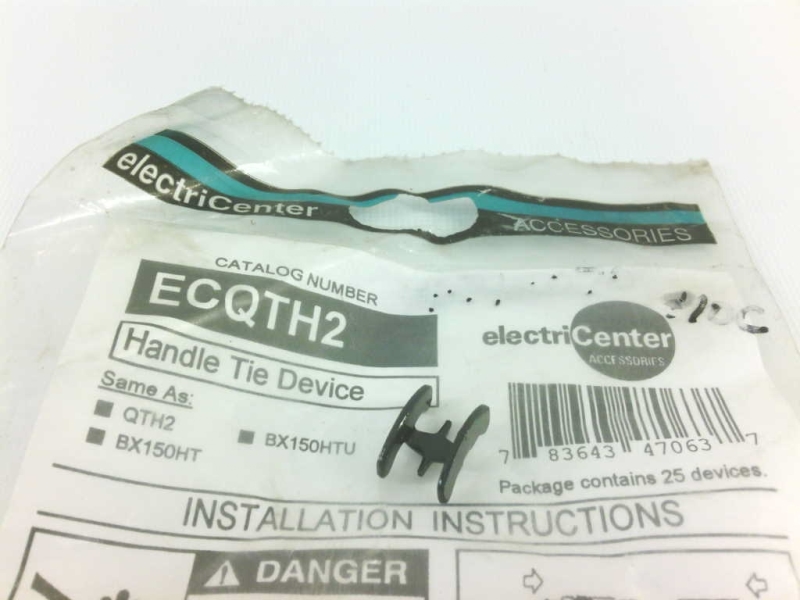 electriCenter
ACCESSORIES
CATALOG NUMBER
ECQTH2
Handle Tie Device
Same As:
QTH2
BX150HT
BX150HTU
electriCenter
ACCESSORIES
7 83643 47063 7
Package contains 25 devices.
INSTALLATION INSTRUCTIONS
DANGER